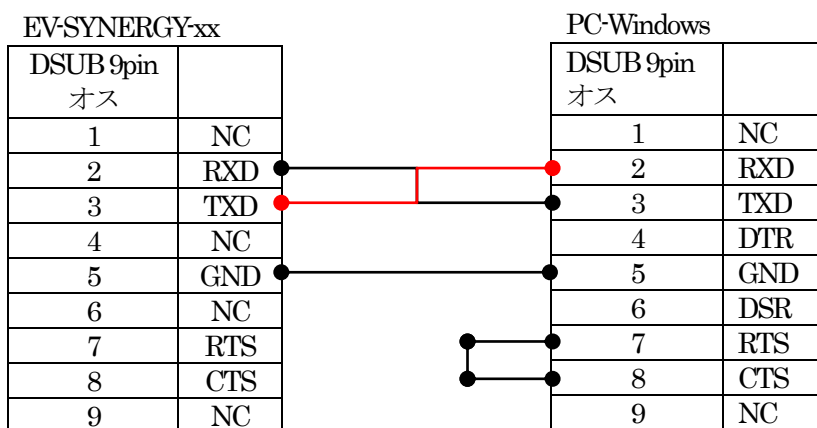 EV-SYNERGY-xx
DSUB 9pin
オス
1 NC
2 RXD
3 TXD
4 NC
5 GND
6 NC
7 RTS
8 CTS
9 NC
PC-Windows
DSUB 9pin
オス
1 NC
2 RXD
3 TXD
4 DTR
5 GND
6 DSR
7 RTS
8 CTS
9 NC